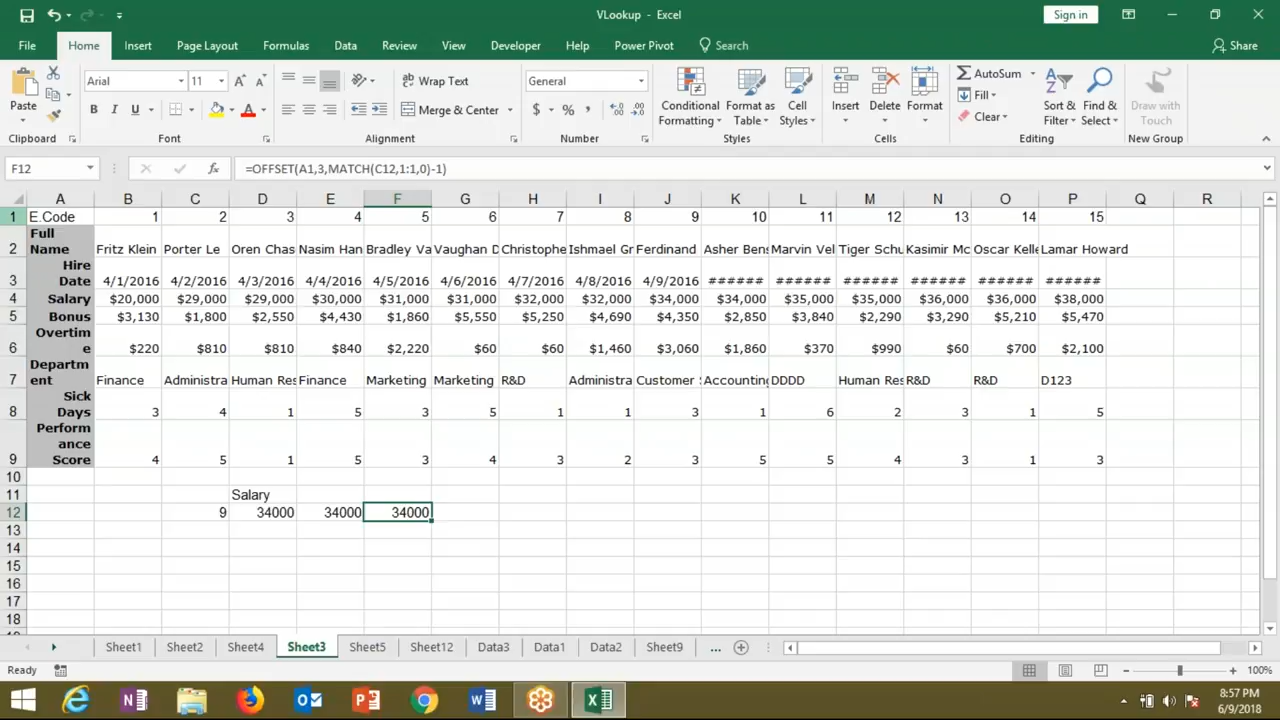 VLookup - Excel
Sign in
File Home Insert Page Layout Formulas Data Review View Developer Help Power Pivot Search Share
Paste
Arial 11
Wrap Text
General
Conditional Formatting
Format as Table
Cell Styles
Insert Delete Format
AutoSum
Fill
Clear
Sort & Filter
Find & Select
Draw with Touch
B I U A
Merge & Center
$ % ,
Clipboard Font Alignment Number Styles Cells Editing New Group
F12 fx =OFFSET(A1,3,MATCH(C12,1:1,0)-1)
A B C D E F G H I J K L M N O P Q R
1 E.Code 1 2 3 4 5 6 7 8 9 10 11 12 13 14 15
2 Full Name Fritz Klein Porter Le Oren Chas Nasim Han Bradley Va Vaughan D Christophe Ishmael Gr Ferdinand Asher Ben Marvin Vel Tiger Schu Kasimir Mc Oscar Kelle Lamar Howard
3 Hire Date 4/1/2016 4/2/2016 4/3/2016 4/4/2016 4/5/2016 4/6/2016 4/7/2016 4/8/2016 4/9/2016 ###### ###### ###### ###### ###### ######
4 Salary $20,000 $29,000 $29,000 $30,000 $31,000 $31,000 $32,000 $32,000 $34,000 $34,000 $35,000 $35,000 $36,000 $36,000 $38,000
5 Bonus $3,130 $1,800 $2,550 $4,430 $1,860 $5,550 $5,250 $4,690 $4,350 $2,850 $3,840 $2,290 $3,290 $5,210 $5,470
6 Overtim e $220 $810 $810 $840 $2,220 $60 $60 $1,460 $3,060 $1,860 $370 $990 $60 $700 $2,100
7 Departm ent Finance Administra Human Res Finance Marketing Marketing R&D Administra Customer Accounting DDDD Human Res R&D R&D D123
8 Sick Days 3 4 1 5 3 5 1 1 3 1 6 2 3 1 5
9 Perform ance Score 4 5 1 5 3 4 3 2 3 5 5 4 3 1 3
10
11 Salary
12 9 34000 34000 34000
13
14
15
16
17
18
Sheet1 Sheet2 Sheet4 Sheet3 Sheet5 Sheet12 Data3 Data1 Data2 Sheet9 ...
Ready 100%
8:57 PM
6/9/2018